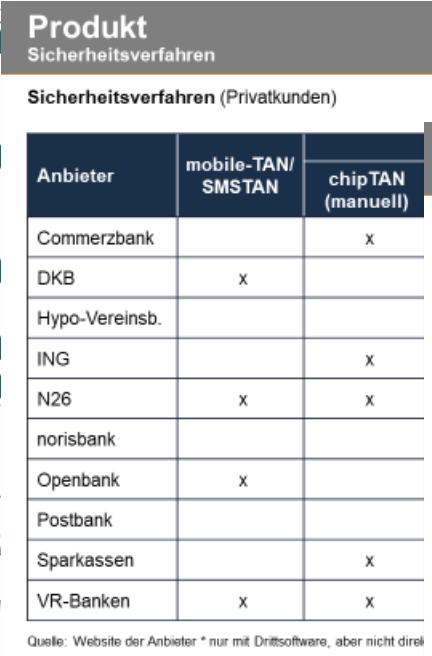 Produkt
Sicherheitsverfahren
Sicherheitsverfahren (Privatkunden)
Anbieter mobile-TAN/ SMSTAN chipTAN (manuell)
Commerzbank x
DKB x
Hypo-Vereinsb.
ING x
N26 x x
norisbank
Openbank x
Postbank
Sparkassen x
VR-Banken x x
Quelle: Website der Anbieter * nur mit Drittsoftware, aber nicht direk